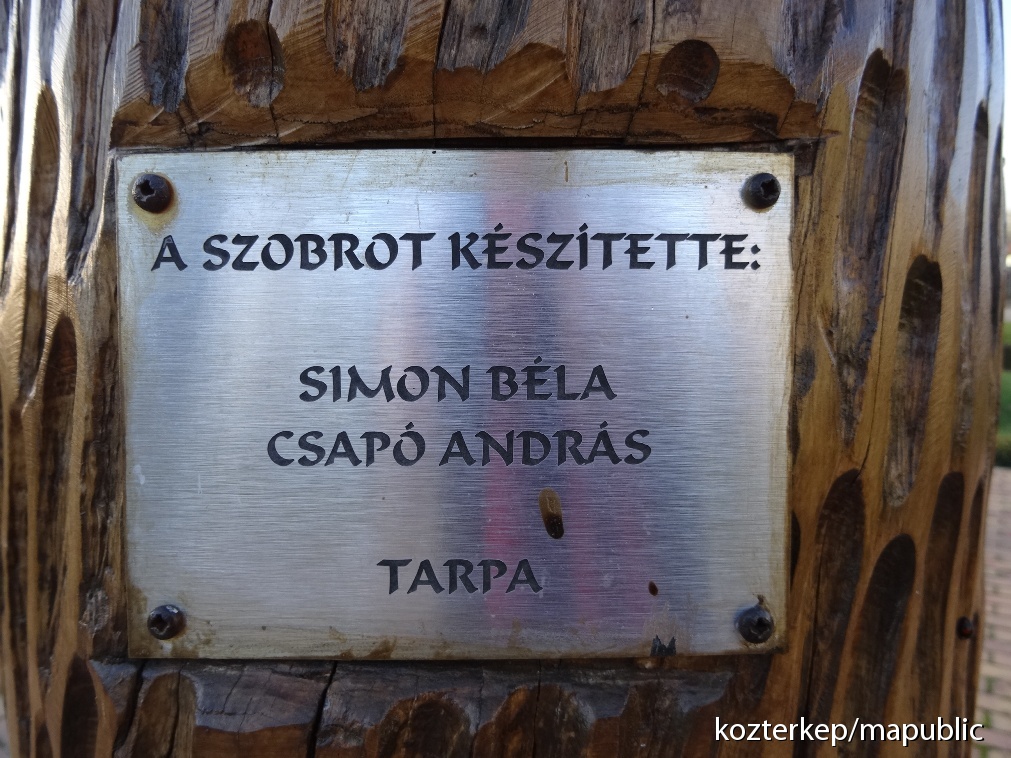 A SZOBROT KÉSZÍTETTE:
SIMON BÉLA
CSAPÓ ANDRÁS
TARPA
kozterkep/mapublic